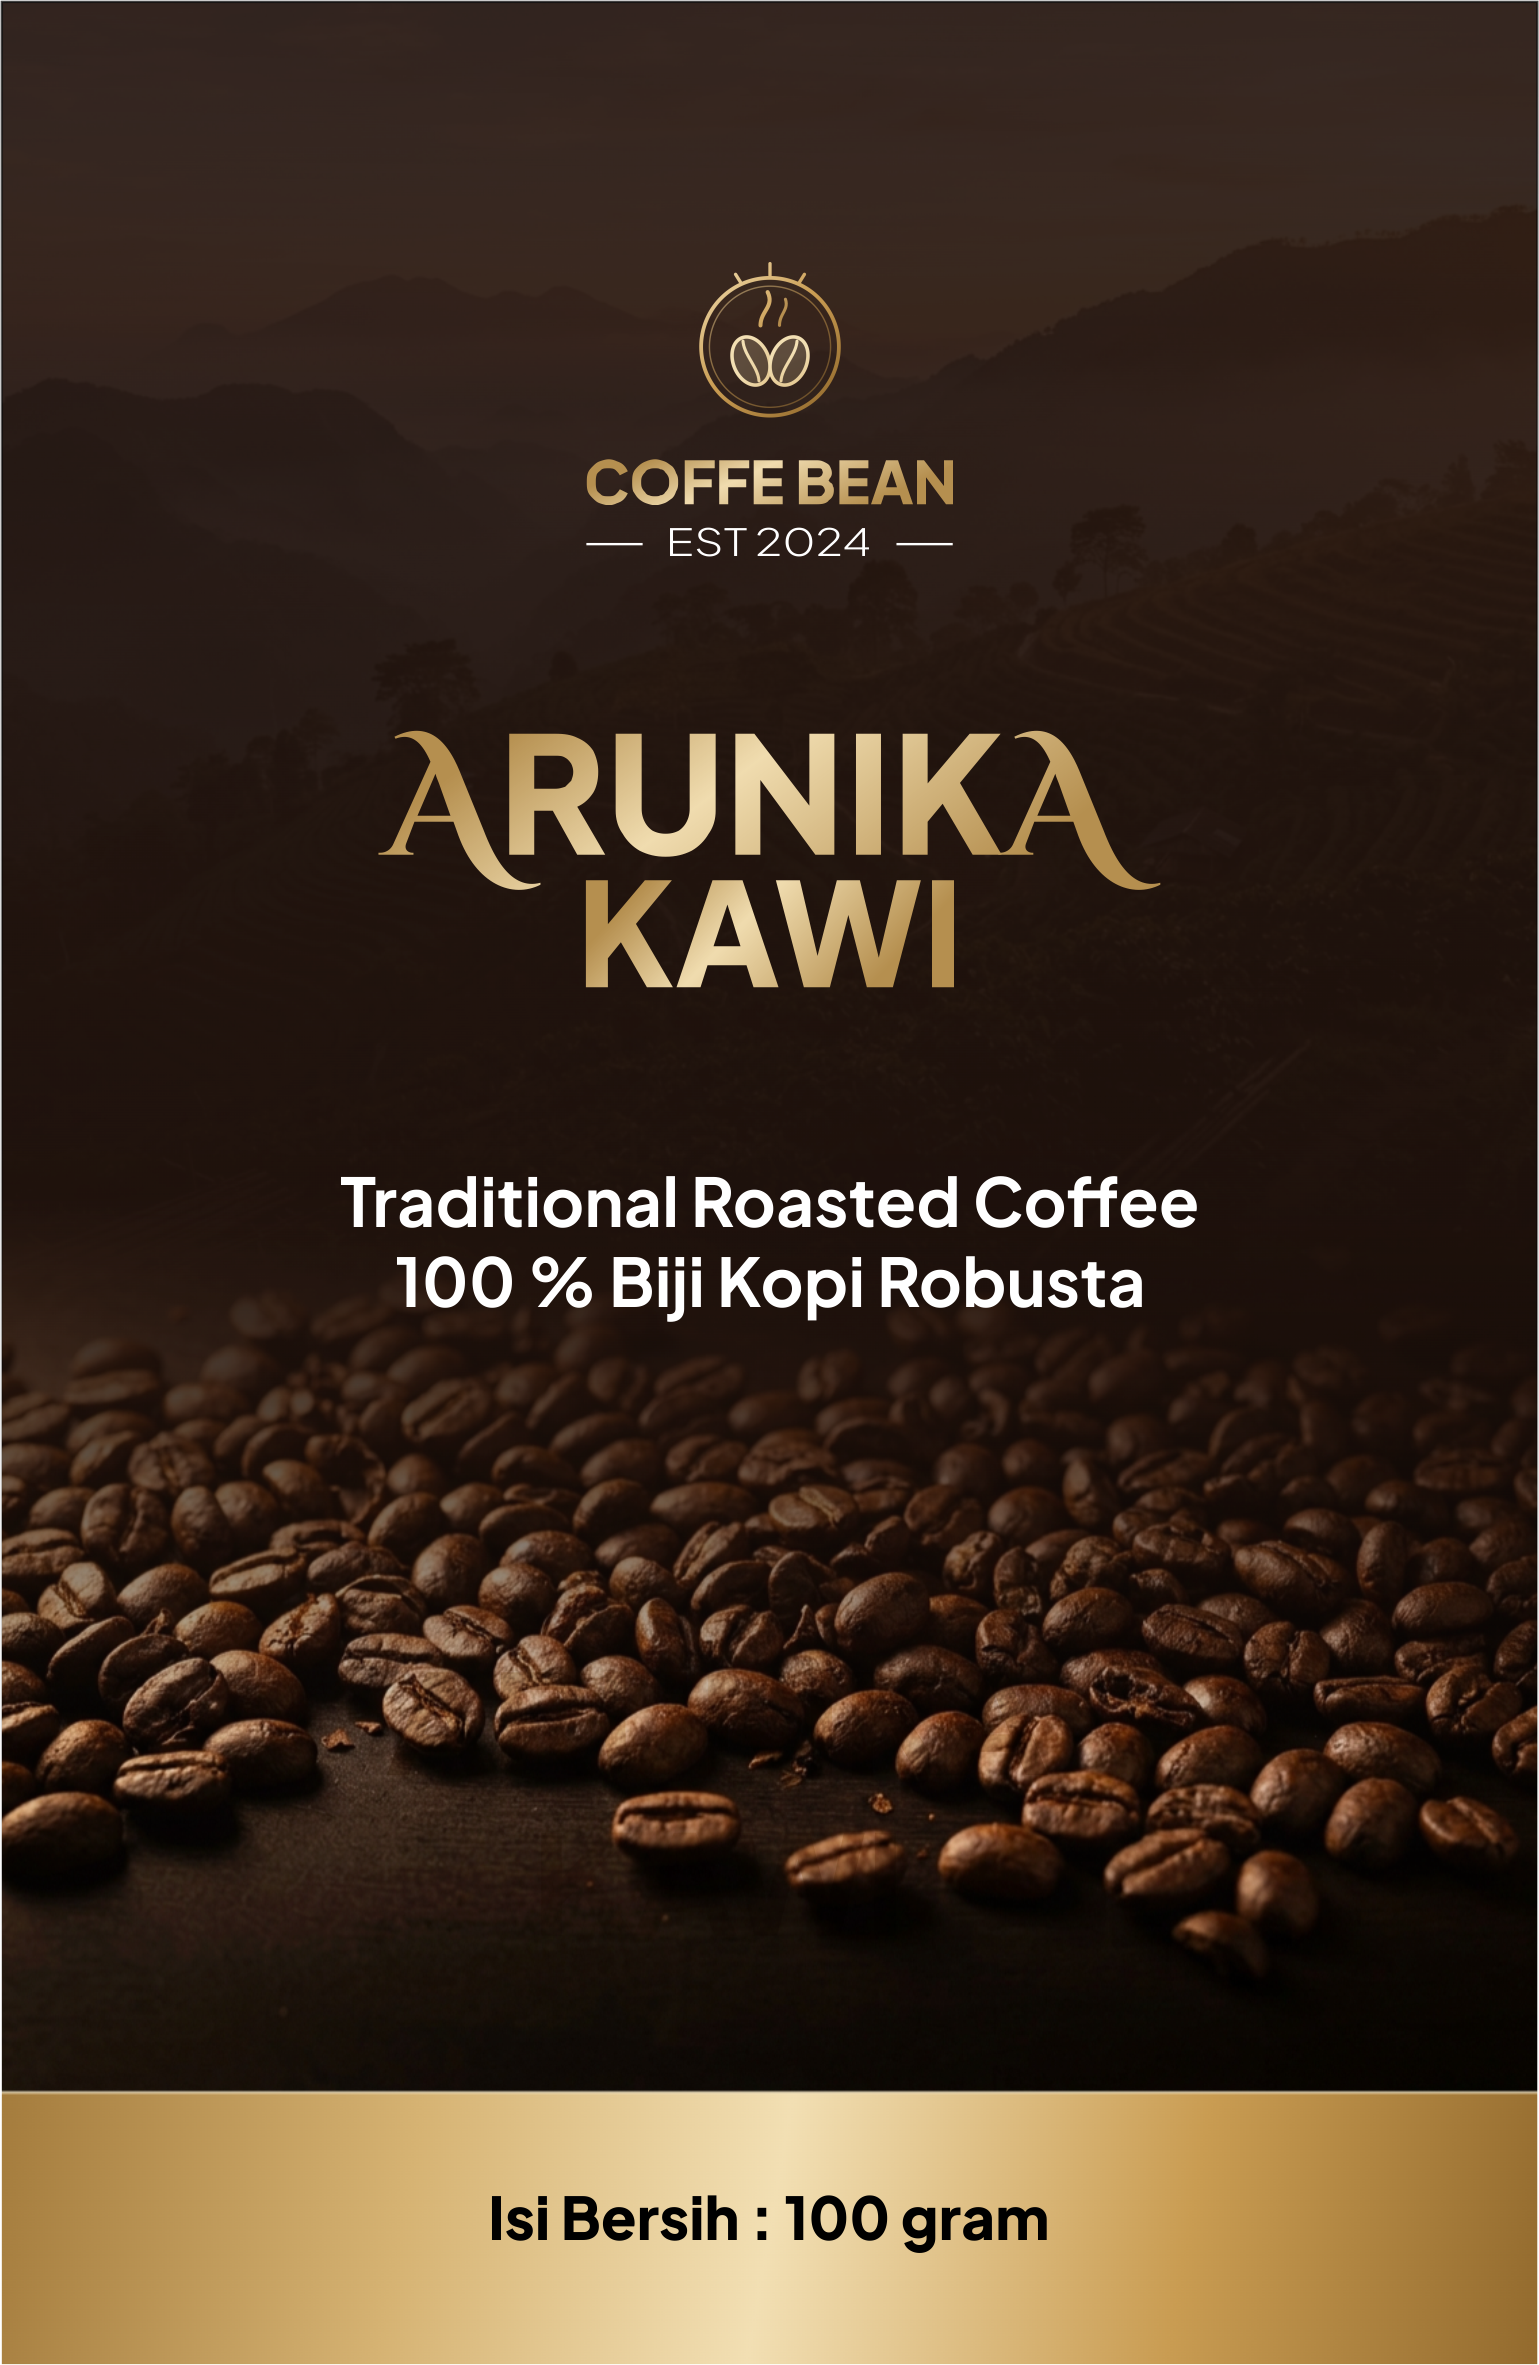 COFFE BEAN
EST 2024
ARUNIKA
KAWI
Traditional Roasted Coffee
100 % Biji Kopi Robusta
Isi Bersih : 100 gram